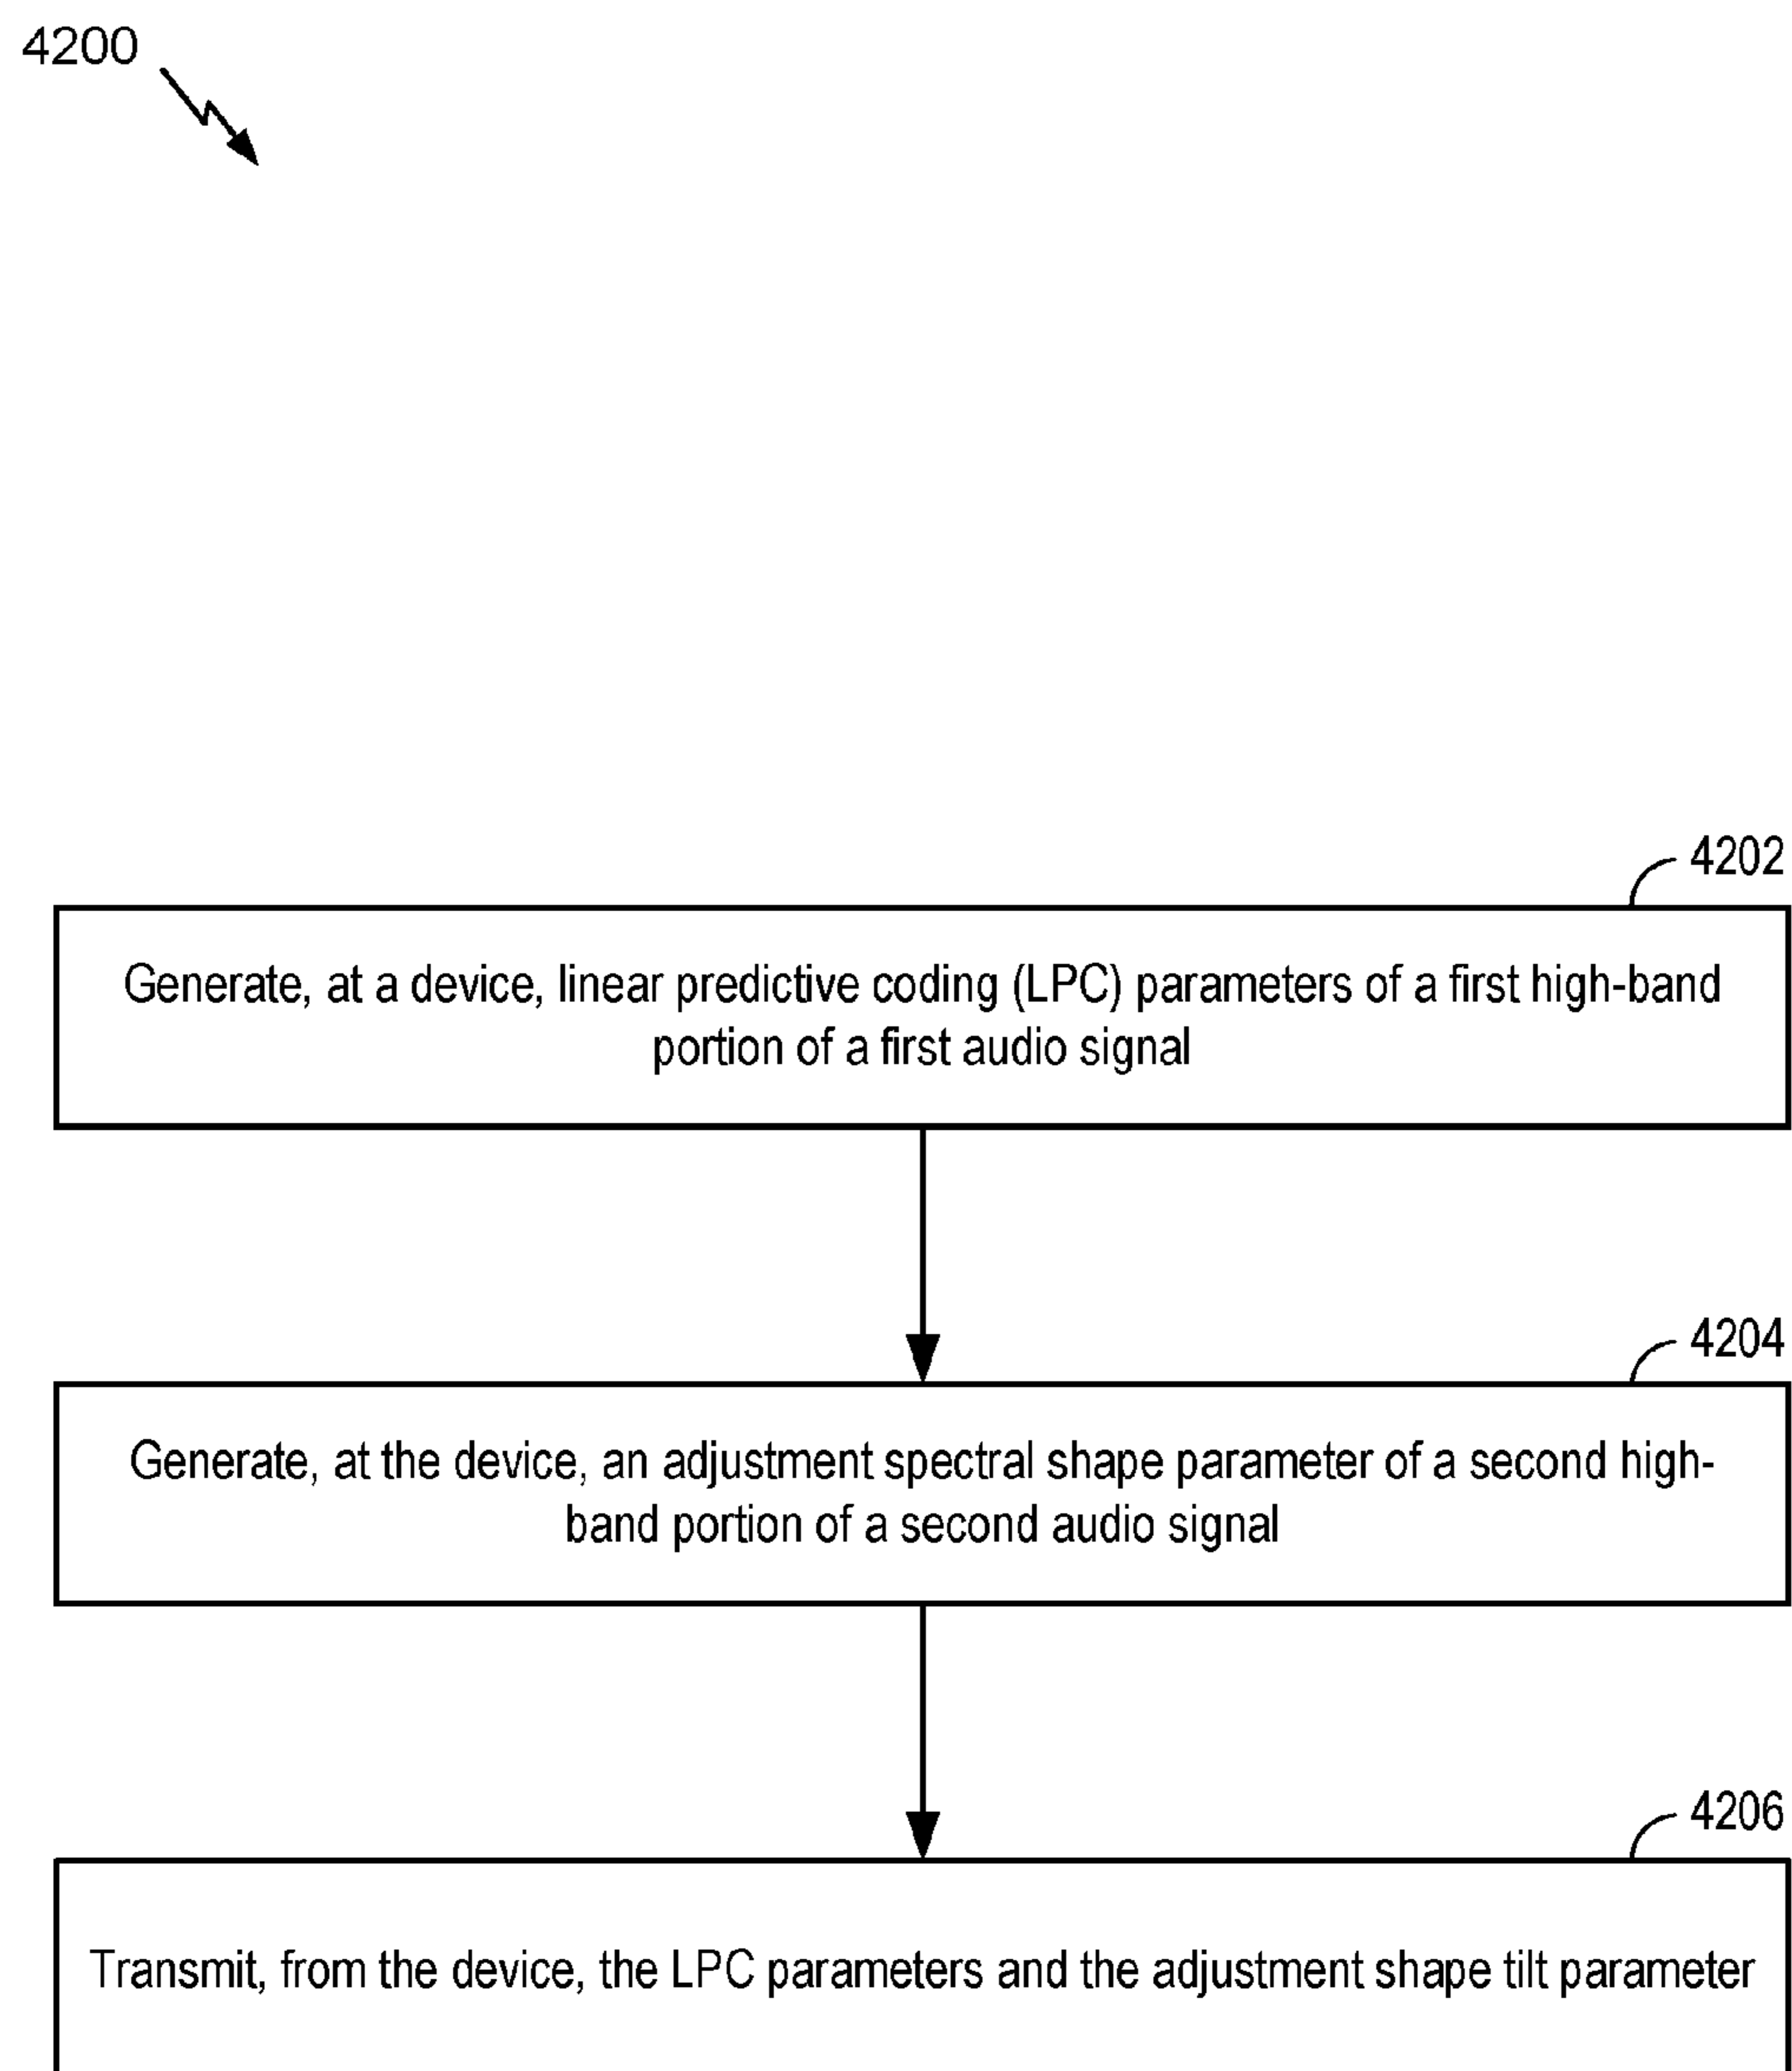 4200
4202
Generate, at a device, linear predictive coding (LPC) parameters of a first high-band
portion of a first audio signal
4204
Generate, at the device, an adjustment spectral shape parameter of a second high-
band portion of a second audio signal
4206
Transmit, from the device, the LPC parameters and the adjustment shape tilt parameter